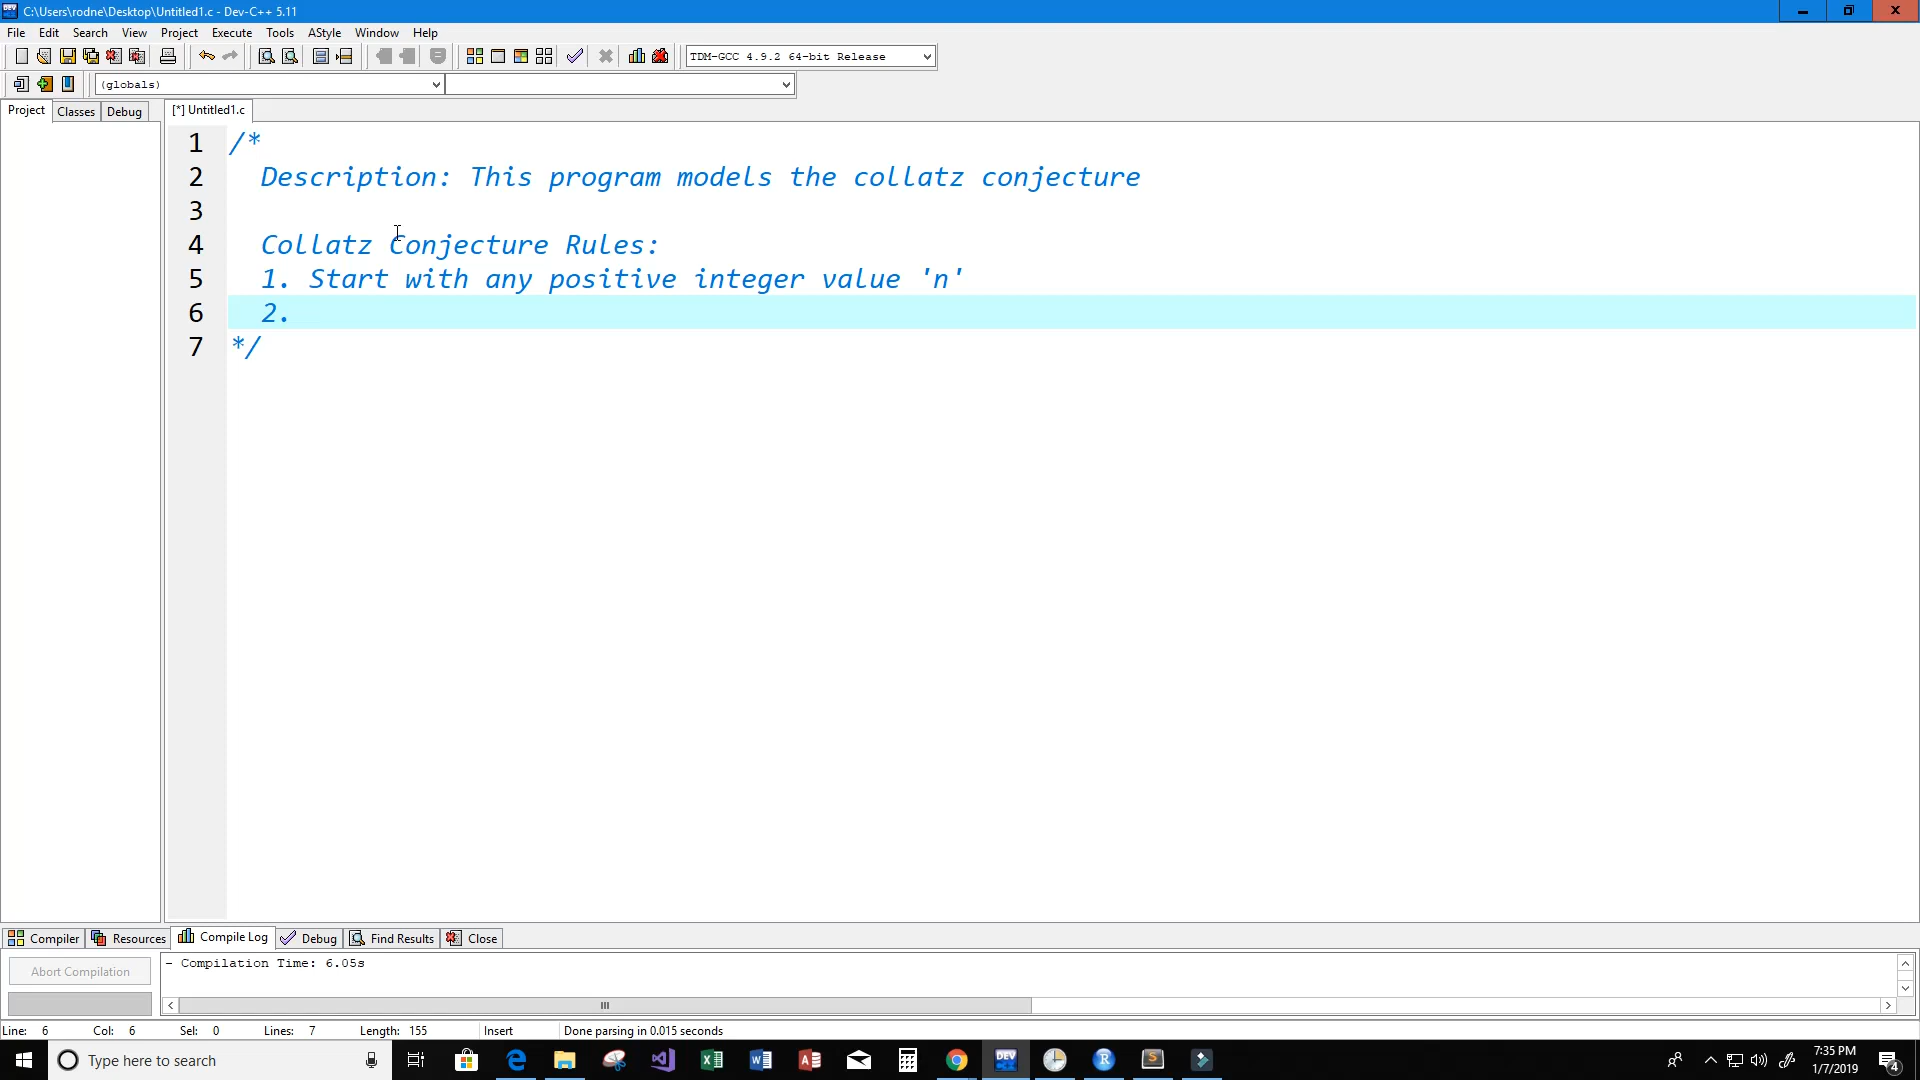 C:\Users\rodne\Desktop\Untitled1.c - Dev-C++ 5.11
File Edit Search View Project Execute Tools AStyle Window Help
TDM-GCC 4.9.2 64-bit Release
(globals)
Project Classes Debug [*] Untitled1.c
1 /*
2 Description: This program models the collatz conjecture
3
4 Collatz Conjecture Rules:
5 1. Start with any positive integer value 'n'
6 2.
7 */
Compiler Resources Compile Log Debug Find Results Close
Abort Compilation
- Compilation Time: 6.05s
Line: 6 Col: 6 Sel: 0 Lines: 7 Length: 155 Insert Done parsing in 0.015 seconds
Type here to search
DEV
7:35 PM
1/7/2019
4